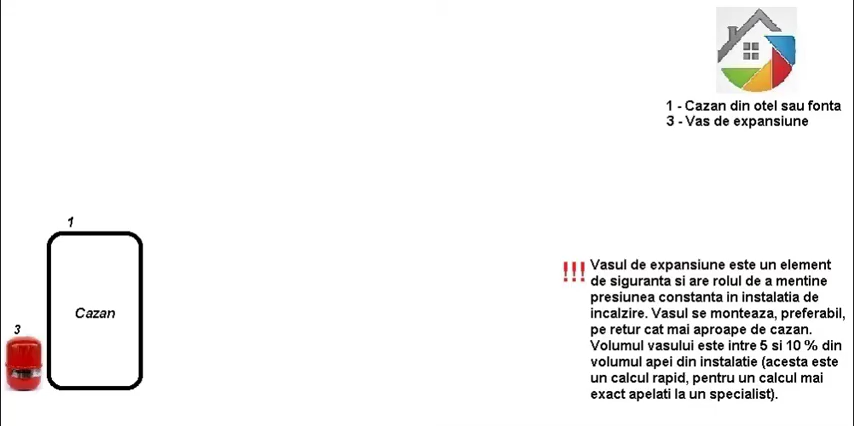 1 - Cazan din otel sau fonta
3 - Vas de expansiune
1
Cazan
3
!!! Vasul de expansiune este un element
de siguranta si are rolul de a mentine
presiunea constanta in instalatia de
incalzire. Vasul se monteaza, preferabil,
pe retur cat mai aproape de cazan.
Volumul vasului este intre 5 si 10 % din
volumul apei din instalatie (acesta este
un calcul rapid, pentru un calcul mai
exact apelati la un specialist).